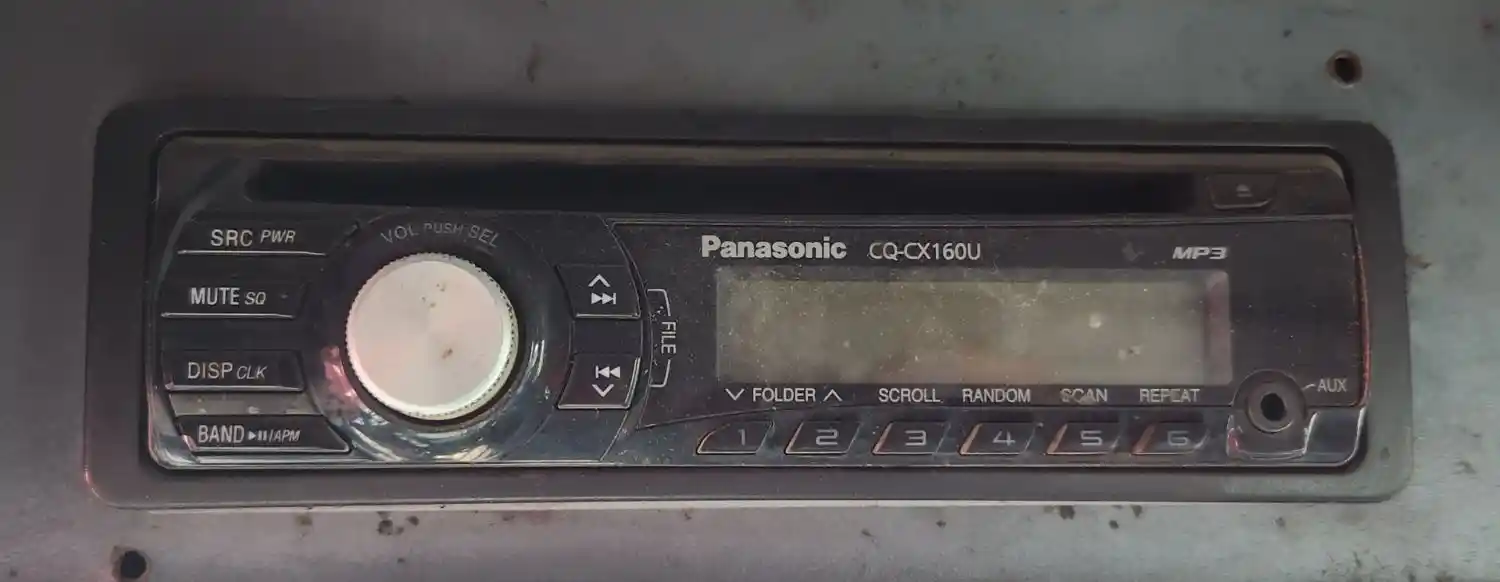 SRC PWR
VOL PUSH SEL
MUTE SQ
DISP CLK
BAND ▶▮▮/APM
FILE
Panasonic CQ-CX160U
MP3
∨ FOLDER ∧ SCROLL RANDOM SCAN REPEAT
1 2 3 4 5 6
AUX